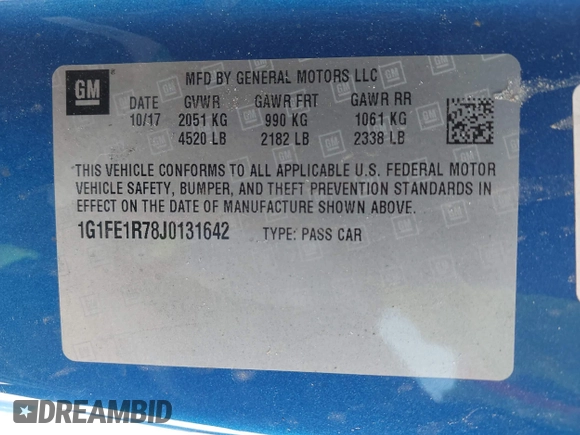 GM
MFD BY GENERAL MOTORS LLC
DATE GVWR GAWR FRT GAWR RR
10/17 2051 KG 990 KG 1061 KG
4520 LB 2182 LB 2338 LB
THIS VEHICLE CONFORMS TO ALL APPLICABLE U.S. FEDERAL MOTOR
VEHICLE SAFETY, BUMPER, AND THEFT PREVENTION STANDARDS IN
EFFECT ON THE DATE OF MANUFACTURE SHOWN ABOVE.
1G1FE1R78J0131642 TYPE: PASS CAR
DREAMBID